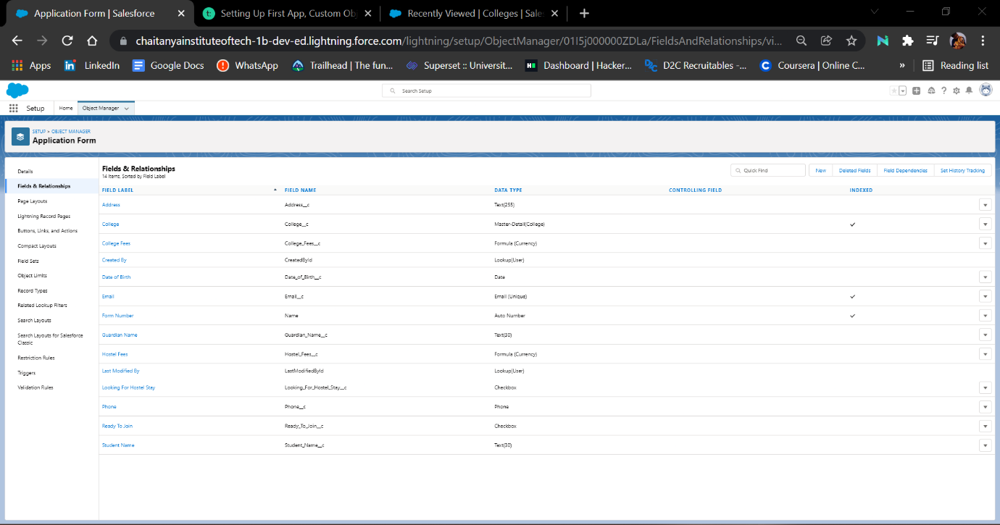 Application Form | Salesforce
Setting Up First App, Custom Ob
Recently Viewed | Colleges | Sales
chaitanyainstituteoftech-1b-dev-ed.lightning.force.com/lightning/setup/ObjectManager/01I5j000000ZDLa/FieldsAndRelationships/vi...
Apps LinkedIn Google Docs WhatsApp Trailhead | The fun... Superset :: Universit... Dashboard | Hacker... D2C Recruitables -... Coursera | Online C... » Reading list
Search Setup
Setup Home Object Manager
SETUP > OBJECT MANAGER
Application Form
Details
Fields & Relationships
Page Layouts
Lightning Record Pages
Buttons, Links, and Actions
Compact Layouts
Field Sets
Object Limits
Record Types
Related Lookup Filters
Search Layouts
Search Layouts for Salesforce
Classic
Restriction Rules
Triggers
Validation Rules
Fields & Relationships
14 Items, Sorted by Field Label
Quick Find New Deleted Fields Field Dependencies Set History Tracking
FIELD LABEL FIELD NAME DATA TYPE CONTROLLING FIELD INDEXED
Address Address__c Text(255)
College College__c Master-Detail(College)
College Fees College_Fees__c Formula (Currency)
Created By CreatedById Lookup(User)
Date of Birth Date_of_Birth__c Date
Email Email__c Email (Unique)
Form Number Name Auto Number
Guardian Name Guardian_Name__c Text(30)
Hostel Fees Hostel_Fees__c Formula (Currency)
Last Modified By LastModifiedById Lookup(User)
Looking For Hostel Stay Looking_For_Hostel_Stay__c Checkbox
Phone Phone__c Phone
Ready To Join Ready_To_Join__c Checkbox
Student Name Student_Name__c Text(30)